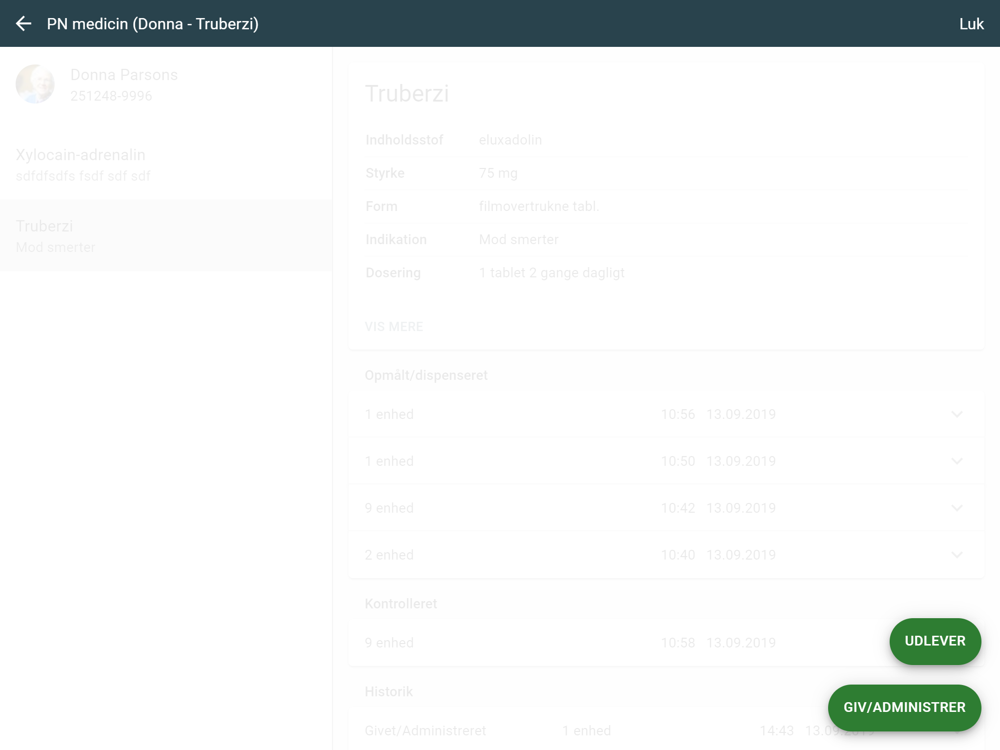 PN medicin (Donna - Truberzi)
Luk
Donna Parsons
251248-9996
Xylocain-adrenalin
sdfdfsdfs fsdf sdf sdf
Truberzi
Mod smerter
Truberzi
Indholdsstof eluxadolin
Styrke 75 mg
Form filmovertrukne tabl.
Indikation Mod smerter
Dosering 1 tablet 2 gange dagligt
VIS MERE
Opmålt/dispenseret
1 enhed 10:56 13.09.2019
1 enhed 10:50 13.09.2019
9 enhed 10:42 13.09.2019
2 enhed 10:40 13.09.2019
Kontrolleret
9 enhed 10:58 13.09.2019
UDLEVER
Historik
GIV/ADMINISTRER
Givet/Administreret 1 enhed 14:43 13.09.2019